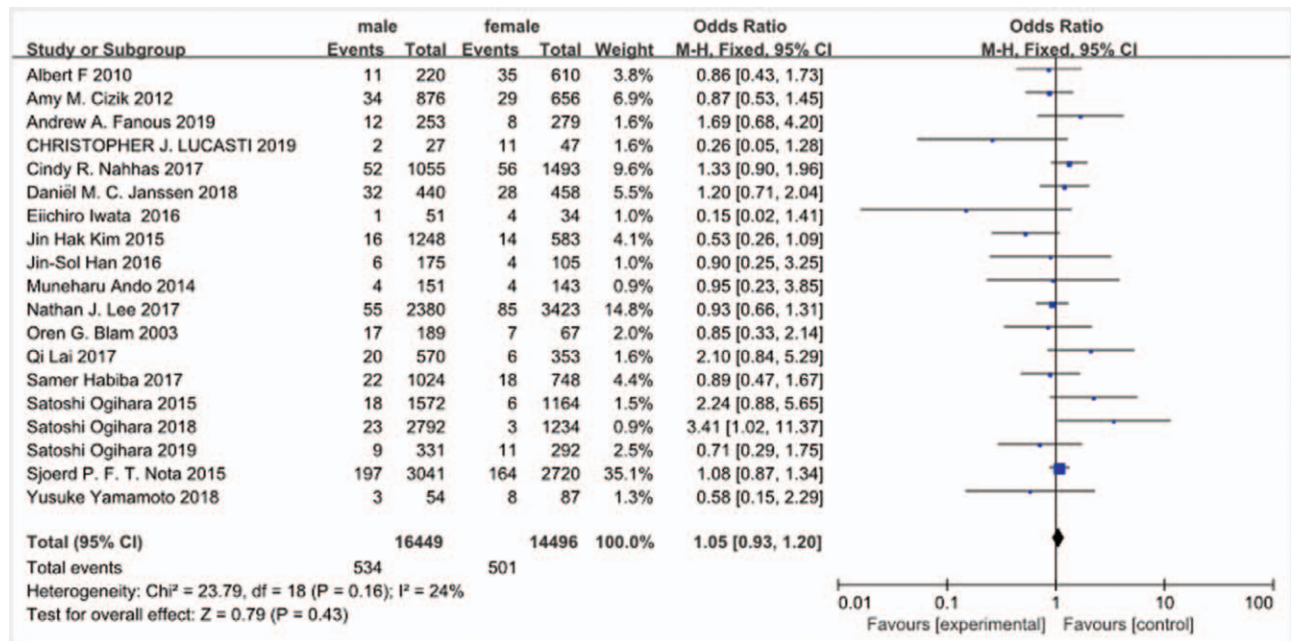 male female Odds Ratio Odds Ratio
Study or Subgroup Events Total Events Total Weight M-H, Fixed, 95% CI M-H, Fixed, 95% CI
Albert F 2010 11 220 35 610 3.8% 0.86 [0.43, 1.73]
Amy M. Cizik 2012 34 876 29 656 6.9% 0.87 [0.53, 1.45]
Andrew A. Fanous 2019 12 253 8 279 1.6% 1.69 [0.68, 4.20]
CHRISTOPHER J. LUCASTI 2019 2 27 11 47 1.6% 0.26 [0.05, 1.28]
Cindy R. Nahhas 2017 52 1055 56 1493 9.6% 1.33 [0.90, 1.96]
Daniël M. C. Janssen 2018 32 440 28 458 5.5% 1.20 [0.71, 2.04]
Eiichiro Iwata 2016 1 51 4 34 1.0% 0.15 [0.02, 1.41]
Jin Hak Kim 2015 16 1248 14 583 4.1% 0.53 [0.26, 1.09]
Jin-Sol Han 2016 6 175 4 105 1.0% 0.90 [0.25, 3.25]
Muneharu Ando 2014 4 151 4 143 0.9% 0.95 [0.23, 3.85]
Nathan J. Lee 2017 55 2380 85 3423 14.8% 0.93 [0.66, 1.31]
Oren G. Blam 2003 17 189 7 67 2.0% 0.85 [0.33, 2.14]
Qi Lai 2017 20 570 6 353 1.6% 2.10 [0.84, 5.29]
Samer Habiba 2017 22 1024 18 748 4.4% 0.89 [0.47, 1.67]
Satoshi Ogihara 2015 18 1572 6 1164 1.5% 2.24 [0.88, 5.65]
Satoshi Ogihara 2018 23 2792 3 1234 0.9% 3.41 [1.02, 11.37]
Satoshi Ogihara 2019 9 331 11 292 2.5% 0.71 [0.29, 1.75]
Sjoerd P. F. T. Nota 2015 197 3041 164 2720 35.1% 1.08 [0.87, 1.34]
Yusuke Yamamoto 2018 3 54 8 87 1.3% 0.58 [0.15, 2.29]
Total (95% CI) 16449 14496 100.0% 1.05 [0.93, 1.20]
Total events 534 501
Heterogeneity: Chi² = 23.79, df = 18 (P = 0.16); I² = 24%
Test for overall effect: Z = 0.79 (P = 0.43)
0.01 0.1 1 10 100
Favours [experimental] Favours [control]